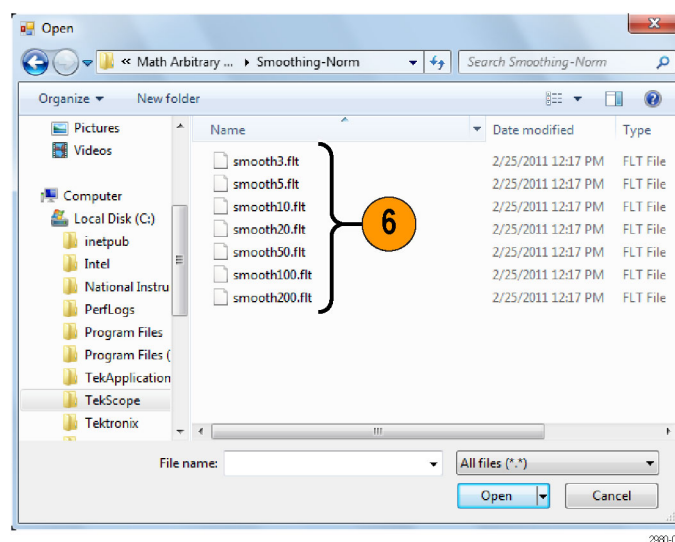 Open
« Math Arbitrary ... Smoothing-Norm
Search Smoothing-Norm
Organize
New folder
Pictures
Videos
Computer
Local Disk (C:)
inetpub
Intel
National Instru
PerfLogs
Program Files
Program Files (
TekApplication
TekScope
Tektronix
Name Date modified Type
smooth3.flt 2/25/2011 12:17 PM FLT File
smooth5.flt 2/25/2011 12:17 PM FLT File
smooth10.flt 2/25/2011 12:17 PM FLT File
smooth20.flt 2/25/2011 12:17 PM FLT File
smooth50.flt 2/25/2011 12:17 PM FLT File
smooth100.flt 2/25/2011 12:17 PM FLT File
smooth200.flt 2/25/2011 12:17 PM FLT File
6
File name:
All files (*.*)
Open
Cancel